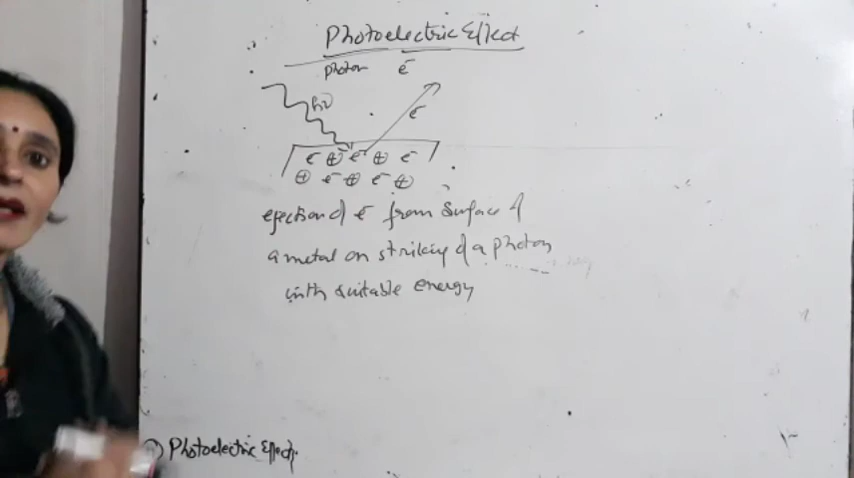 Photoelectric Effect
photon e⁻
hν
e⁻
e⁻ ⊕ e⁻ ⊕ e⁻
⊕ e⁻ ⊕ e⁻ ⊕
ejection of e⁻ from surface of
a metal on striking of a photon
with suitable energy
Photoelectric Effect.